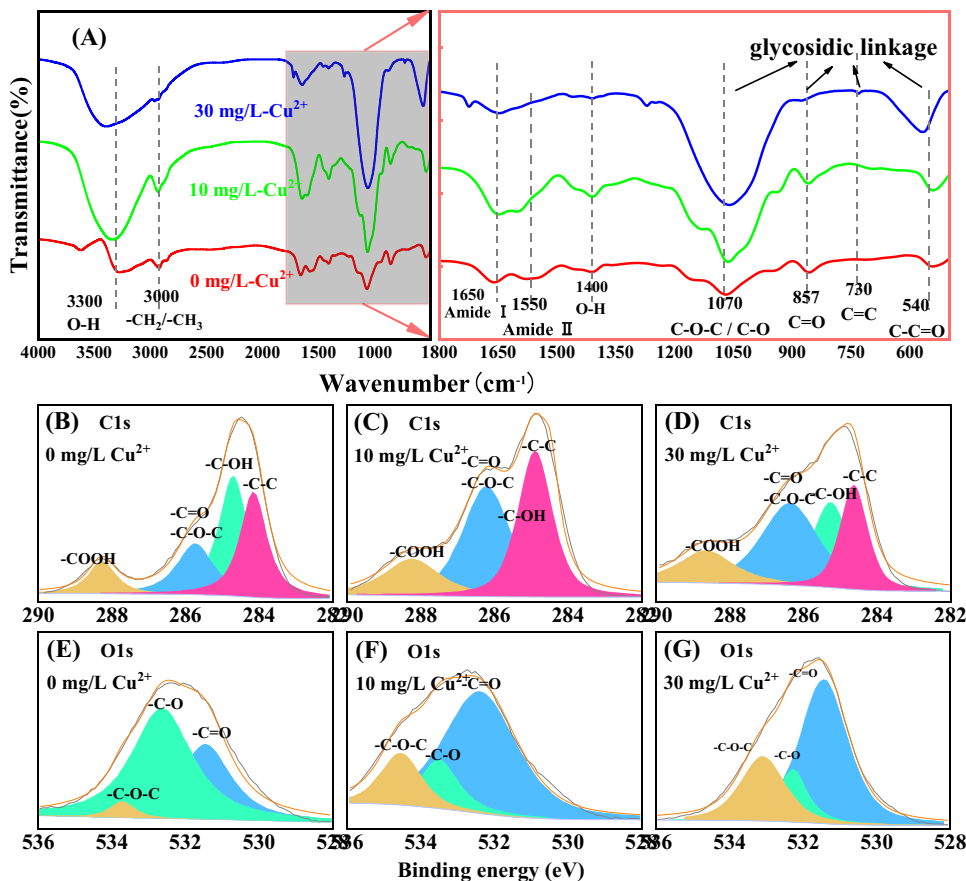 (A)
glycosidic linkage
Transmittance(%)
30 mg/L-Cu²⁺
10 mg/L-Cu²⁺
0 mg/L-Cu²⁺
3300
O-H
3000
-CH₂/-CH₃
1650
Amide Ⅰ
1550
Amide Ⅱ
1400
O-H
1070
C-O-C / C-O
857
C=O
730
C=C
540
C-C=O
4000 3500 3000 2500 2000 1500 1000 1800 1650 1500 1350 1200 1050 900 750 600
Wavenumber (cm⁻¹)
(B) C1s
0 mg/L Cu²⁺
-C-OH
-C-C
-C=O
-C-O-C
-COOH
290 288 286 284 282
(C) C1s
10 mg/L Cu²⁺
-C-C
-C=O
-C-O-C
-C-OH
-COOH
288 286 284 282
(D) C1s
30 mg/L Cu²⁺
-C=O
-C-C
-C-O-C
-C-OH
-COOH
290 288 286 284 282
(E) O1s
0 mg/L Cu²⁺
-C-O
-C=O
-C-O-C
536 534 532 530 528
(F) O1s
10 mg/L Cu²⁺
-C=O
-C-O-C
-C-O
536 534 532 530 528
(G) O1s
30 mg/L Cu²⁺
-C=O
-C-O-C
-C-O
534 532 530 528
Binding energy (eV)